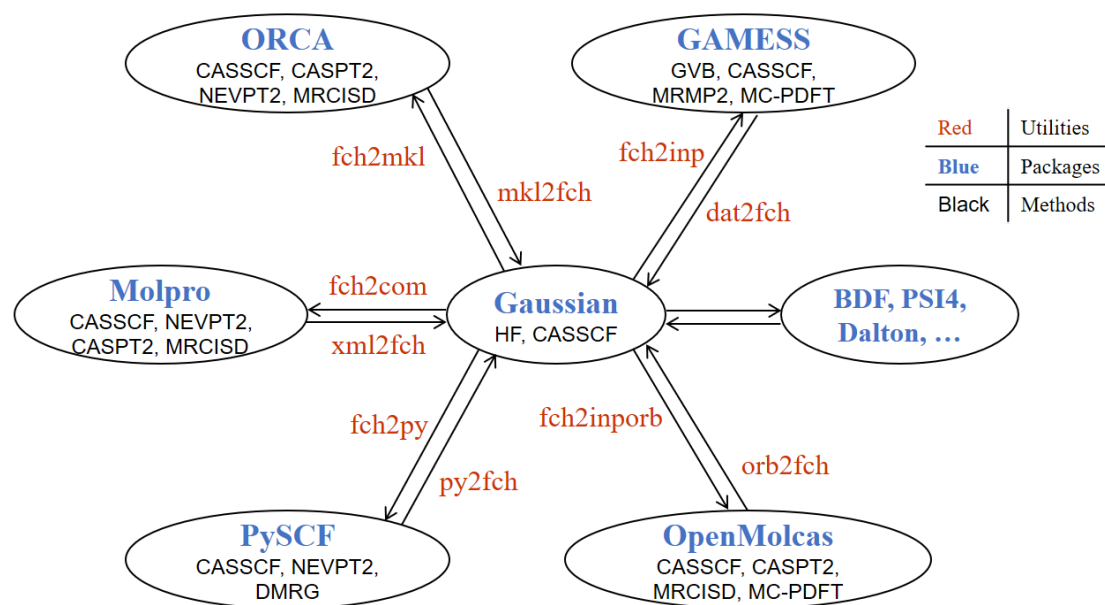 ORCA
CASSCF, CASPT2,
NEVPT2, MRCISD
GAMESS
GVB, CASSCF,
MRMP2, MC-PDFT
Red Utilities
Blue Packages
Black Methods
fch2mkl
mkl2fch
fch2inp
dat2fch
Molpro
CASSCF, NEVPT2,
CASPT2, MRCISD
fch2com
xml2fch
Gaussian
HF, CASSCF
BDF, PSI4,
Dalton, …
fch2py
py2fch
fch2inporb
orb2fch
PySCF
CASSCF, NEVPT2,
DMRG
OpenMolcas
CASSCF, CASPT2,
MRCISD, MC-PDFT